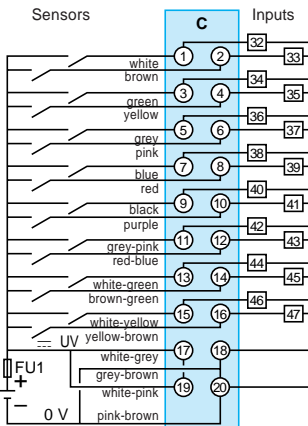 Sensors C Inputs
32
1 2 33
white
brown 34
3 4 35
green
yellow 36
5 6 37
grey
pink 38
7 8 39
blue
red 40
9 10 41
black
purple 42
11 12 43
grey-pink
red-blue 44
13 14 45
white-green
brown-green 46
15 16 47
white-yellow
UV yellow-brown
17 18
white-grey
FU1
+ grey-brown
19 20
white-pink
–
0 V pink-brown